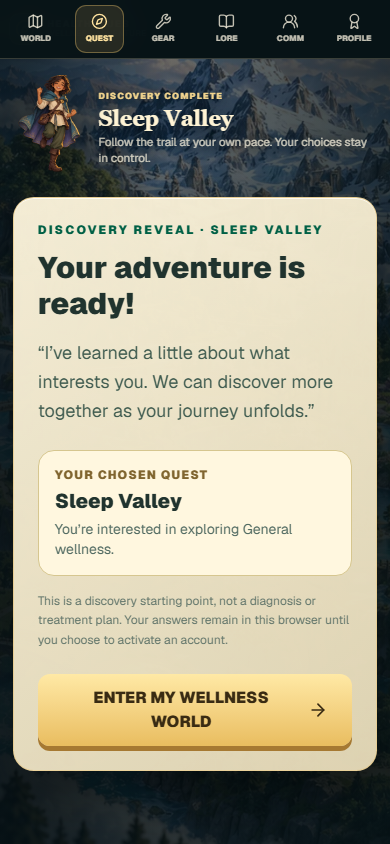 WORLD
QUEST
GEAR
LORE
COMM
PROFILE
DISCOVERY COMPLETE
Sleep Valley
Follow the trail at your own pace. Your choices stay
in control.
DISCOVERY REVEAL · SLEEP VALLEY
Your adventure is
ready!
“I’ve learned a little about what
interests you. We can discover more
together as your journey unfolds.”
YOUR CHOSEN QUEST
Sleep Valley
You’re interested in exploring General
wellness.
This is a discovery starting point, not a diagnosis or
treatment plan. Your answers remain in this browser until
you choose to activate an account.
ENTER MY WELLNESS
WORLD